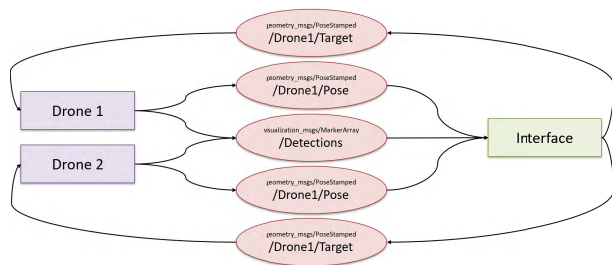 geometry_msgs/PoseStamped
/Drone1/Target
geometry_msgs/PoseStamped
/Drone1/Pose
Drone 1
visualization_msgs/MarkerArray
/Detections
Interface
Drone 2
geometry_msgs/PoseStamped
/Drone1/Pose
geometry_msgs/PoseStamped
/Drone1/Target